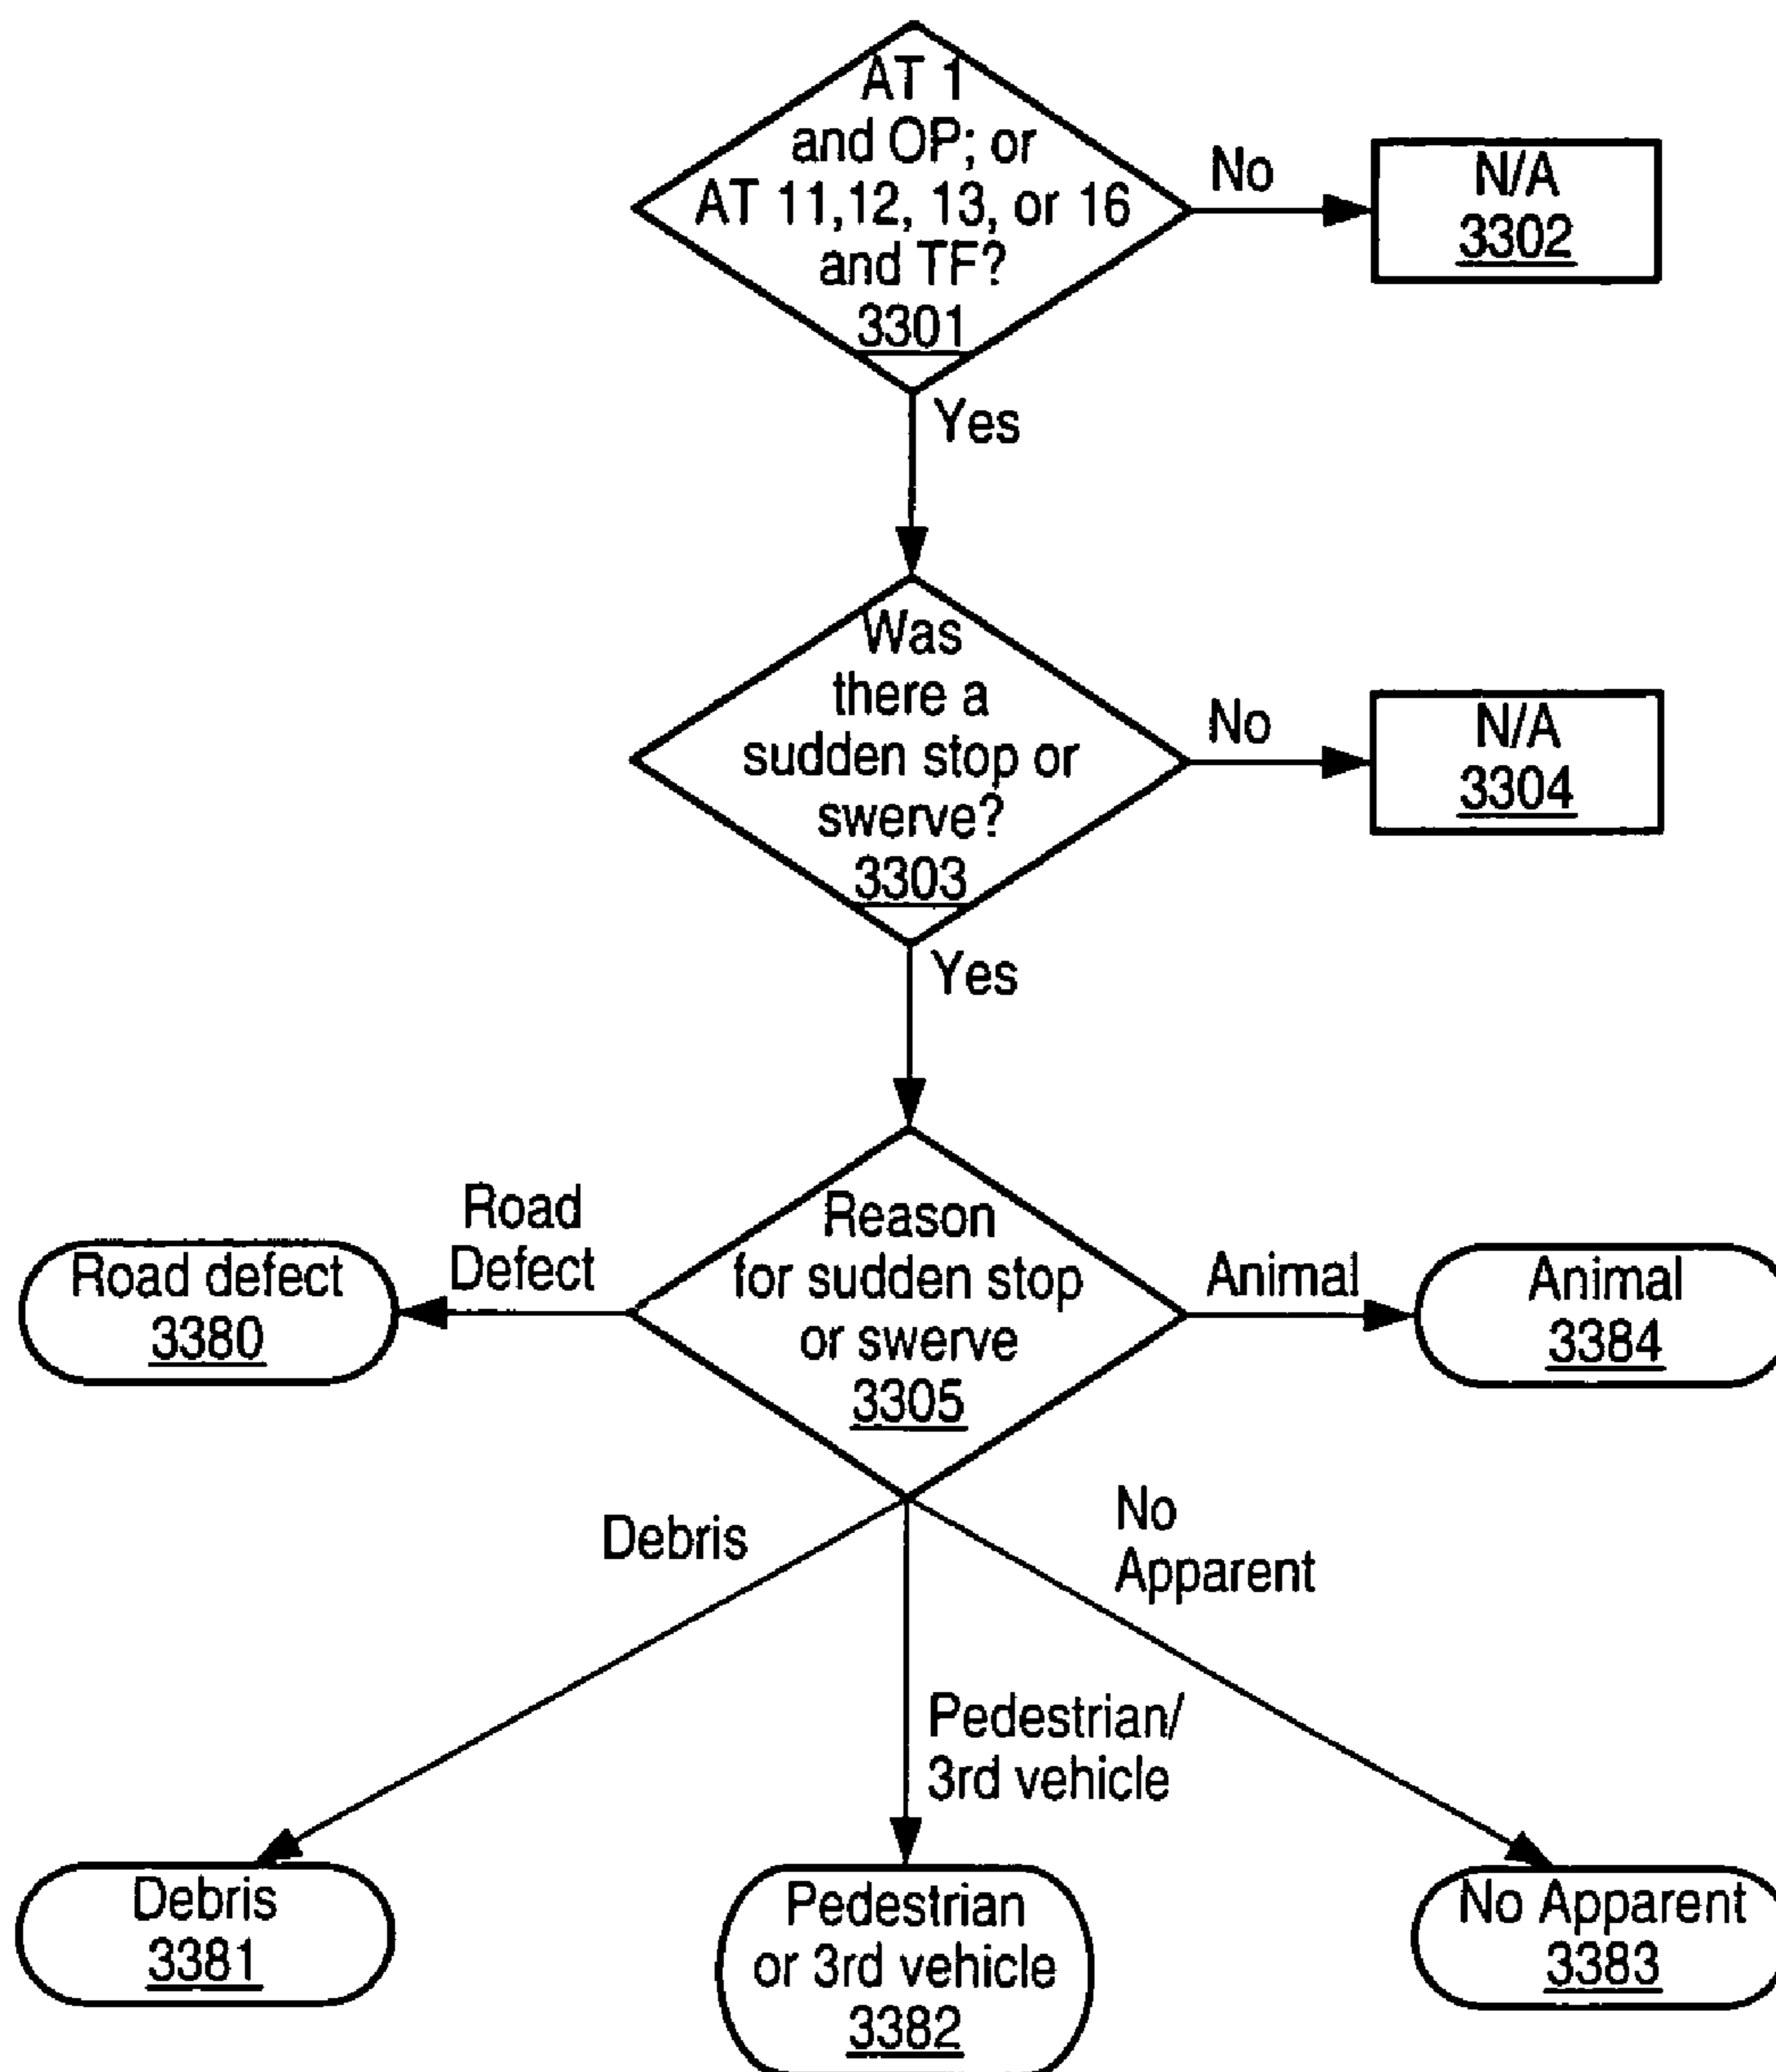 AT 1
and OP; or
AT 11,12, 13, or 16
and TF?
3301
No
N/A
3302
Yes
Was
there a
sudden stop or
swerve?
3303
No
N/A
3304
Yes
Reason
for sudden stop
or swerve
3305
Road
Defect
Road defect
3380
Animal
Animal
3384
Debris
No
Apparent
Pedestrian/
3rd vehicle
Debris
3381
Pedestrian
or 3rd vehicle
3382
No Apparent
3383